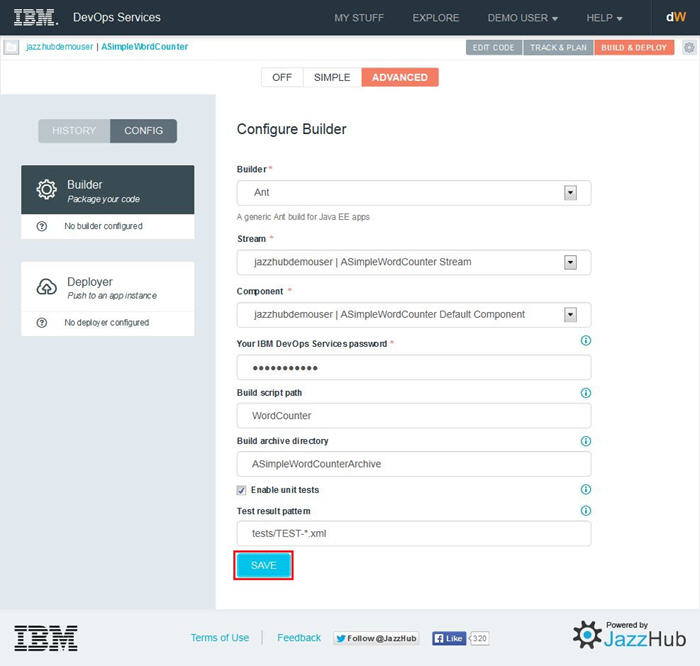 IBM. DevOps Services MY STUFF EXPLORE DEMO USER HELP dW
jazzhubdemouser | ASimpleWordCounter EDIT CODE TRACK & PLAN BUILD & DEPLOY
OFF SIMPLE ADVANCED
HISTORY CONFIG
Builder
Package your code
No builder configured
Deployer
Push to an app instance
No deployer configured
Configure Builder
Builder *
Ant
A generic Ant build for Java EE apps
Stream *
jazzhubdemouser | ASimpleWordCounter Stream
Component *
jazzhubdemouser | ASimpleWordCounter Default Component
Your IBM DevOps Services password *
•••••••••••
Build script path
WordCounter
Build archive directory
ASimpleWordCounterArchive
Enable unit tests
Test result pattern
tests/TEST-*.xml
SAVE
IBM Terms of Use Feedback Follow @JazzHub Like 320 Powered by
JazzHub